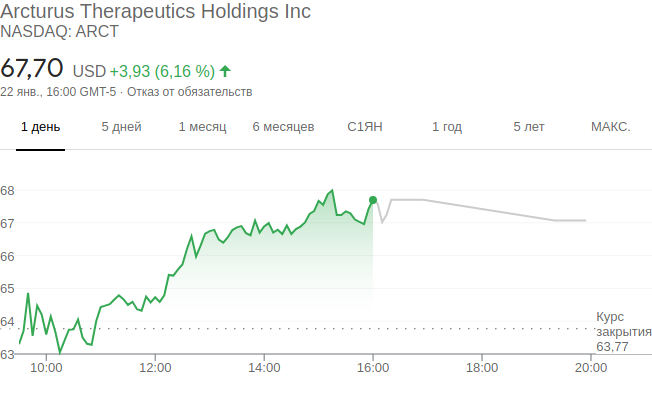 Arcturus Therapeutics Holdings Inc
NASDAQ: ARCT
67,70 USD +3,93 (6,16 %)
22 янв., 16:00 GMT-5 · Отказ от обязательств
1 день 5 дней 1 месяц 6 месяцев С1ЯН 1 год 5 лет МАКС.
68
67
66
65
64
Курс
закрытия
63,77
63
10:00 12:00 14:00 16:00 18:00 20:00